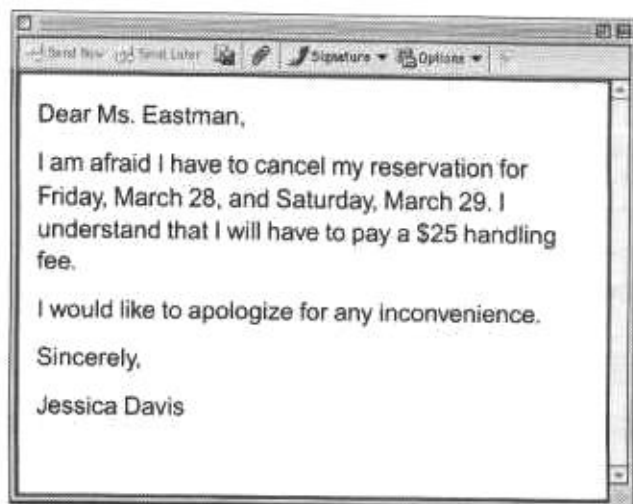 Send Now Send Later Signature Options
Dear Ms. Eastman,
I am afraid I have to cancel my reservation for
Friday, March 28, and Saturday, March 29. I
understand that I will have to pay a $25 handling
fee.
I would like to apologize for any inconvenience.
Sincerely,
Jessica Davis